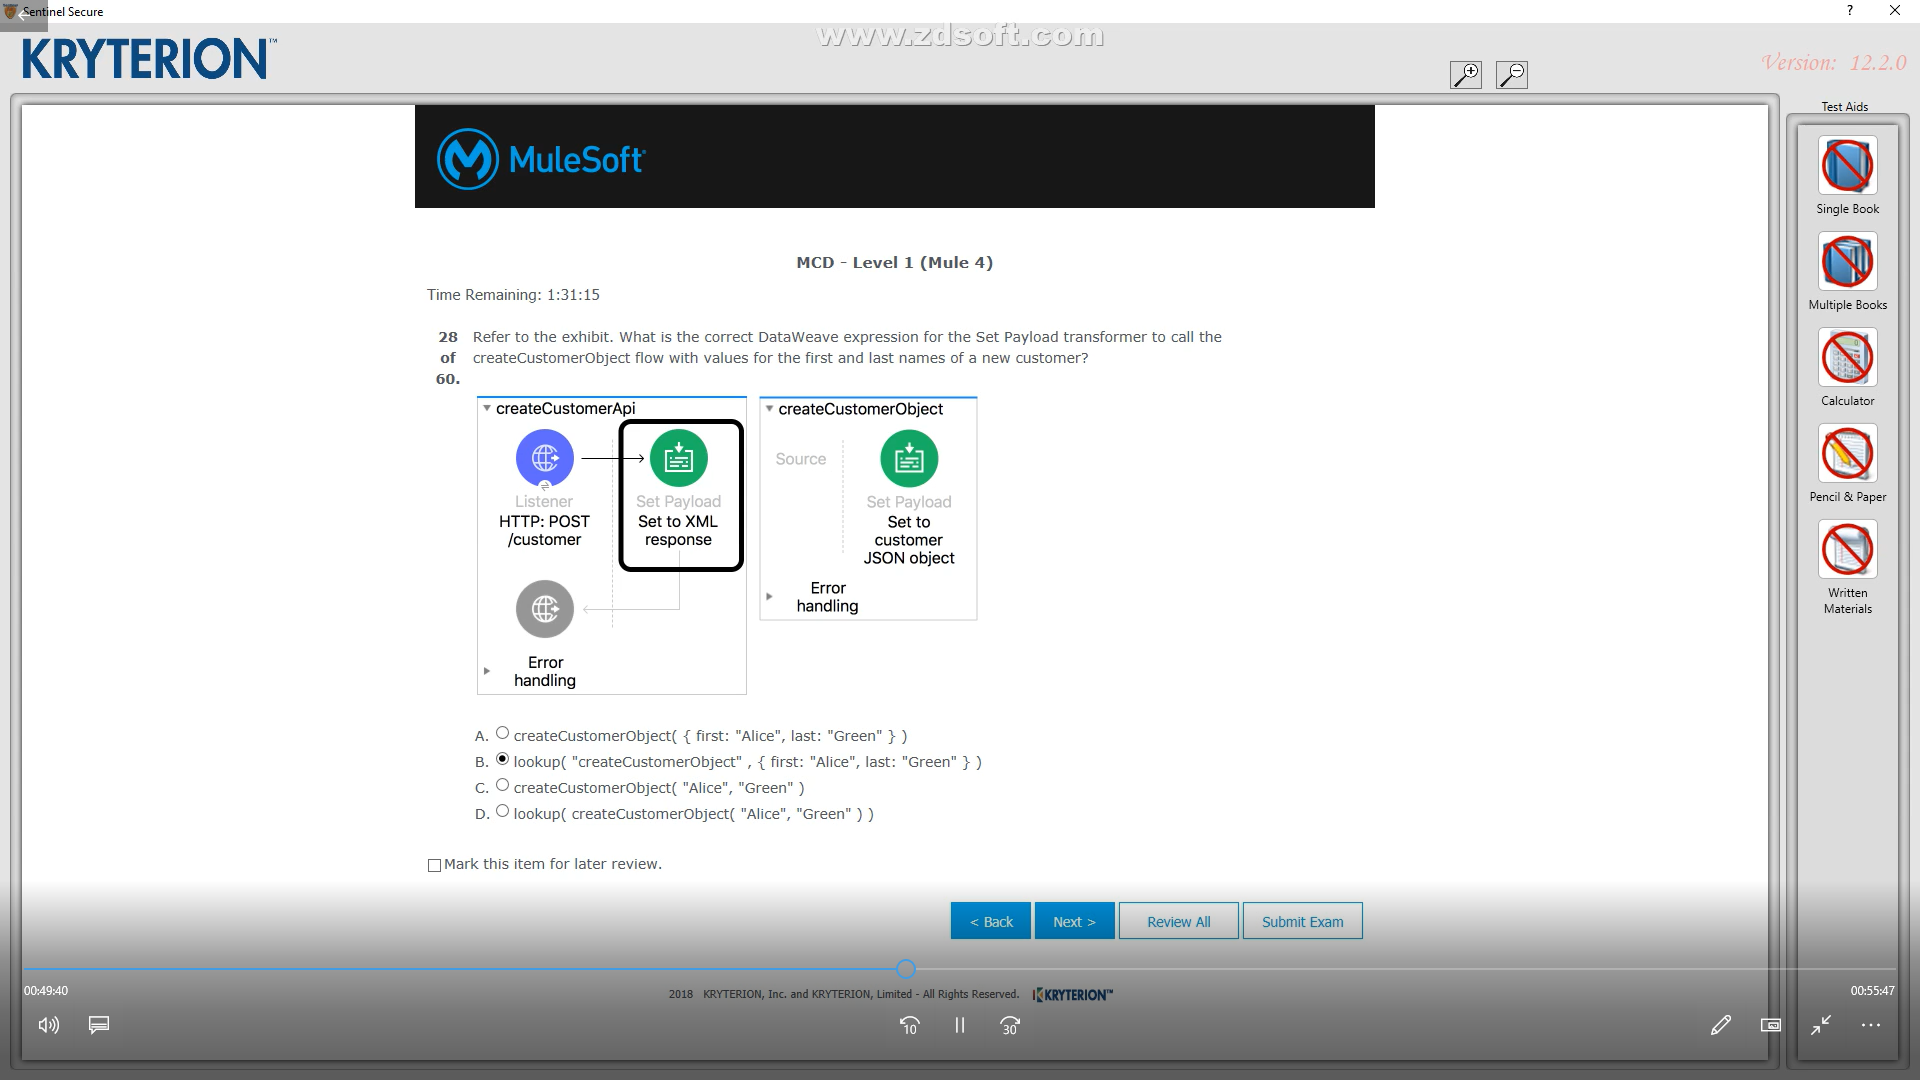 Sentinel Secure
www.zdsoft.com
KRYTERION™
Version: 12.2.0
Test Aids
MuleSoft
Single Book
MCD - Level 1 (Mule 4)
Multiple Books
Time Remaining: 1:31:15
28 of 60.
Refer to the exhibit. What is the correct DataWeave expression for the Set Payload transformer to call the
createCustomerObject flow with values for the first and last names of a new customer?
Calculator
createCustomerApi
Listener
HTTP: POST
/customer
Set Payload
Set to XML
response
Error
handling
createCustomerObject
Source
Set Payload
Set to
customer
JSON object
Error
handling
Pencil & Paper
Written
Materials
A. createCustomerObject( { first: "Alice", last: "Green" } )
B. lookup( "createCustomerObject" , { first: "Alice", last: "Green" } )
C. createCustomerObject( "Alice", "Green" )
D. lookup( createCustomerObject( "Alice", "Green" ) )
Mark this item for later review.
< Back
Next >
Review All
Submit Exam
00:49:40
00:55:47
2018 KRYTERION, Inc. and KRYTERION, Limited - All Rights Reserved. KRYTERION™
10
30